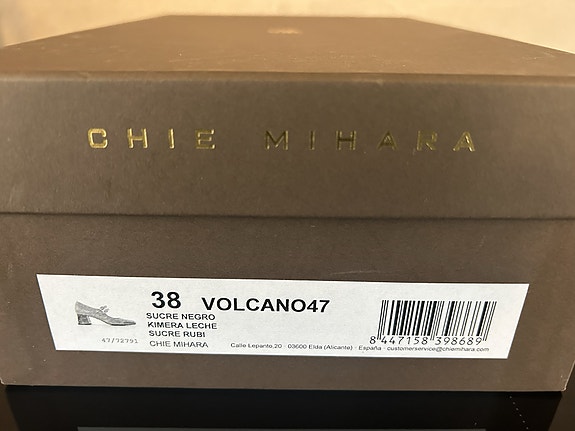 CHIE MIHARA
38 VOLCANO47
SUCRE NEGRO
KIMERA LECHE
SUCRE RUBI
47/72791
CHIE MIHARA
Calle Lepanto,20 · 03600 Elda (Alicante) · España · customerservice@chiemihara.com
8 447158 398689